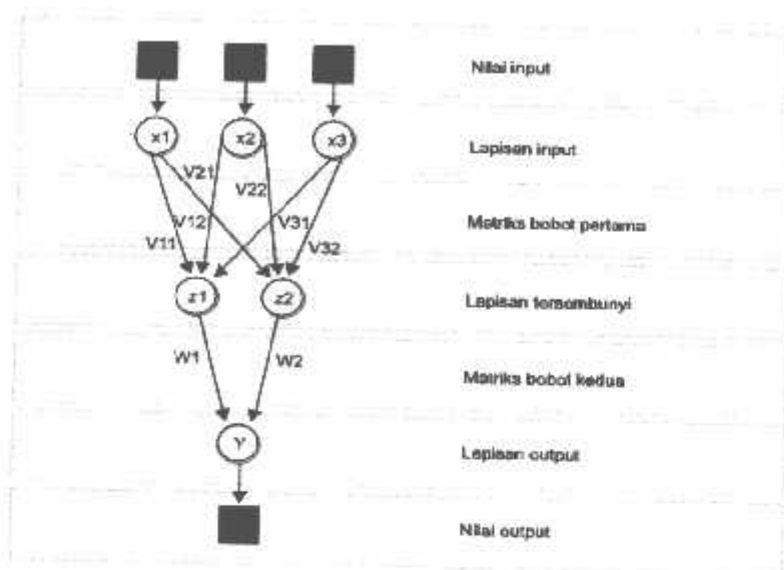 Nilai input
x1 x2 x3
Lapisan input
V21
V22
V12
V31
V11
V32
Matriks bobot pertama
z1 z2
Lapisan tersembunyi
W1 W2
Matriks bobot kedua
Y
Lapisan output
Nilai output